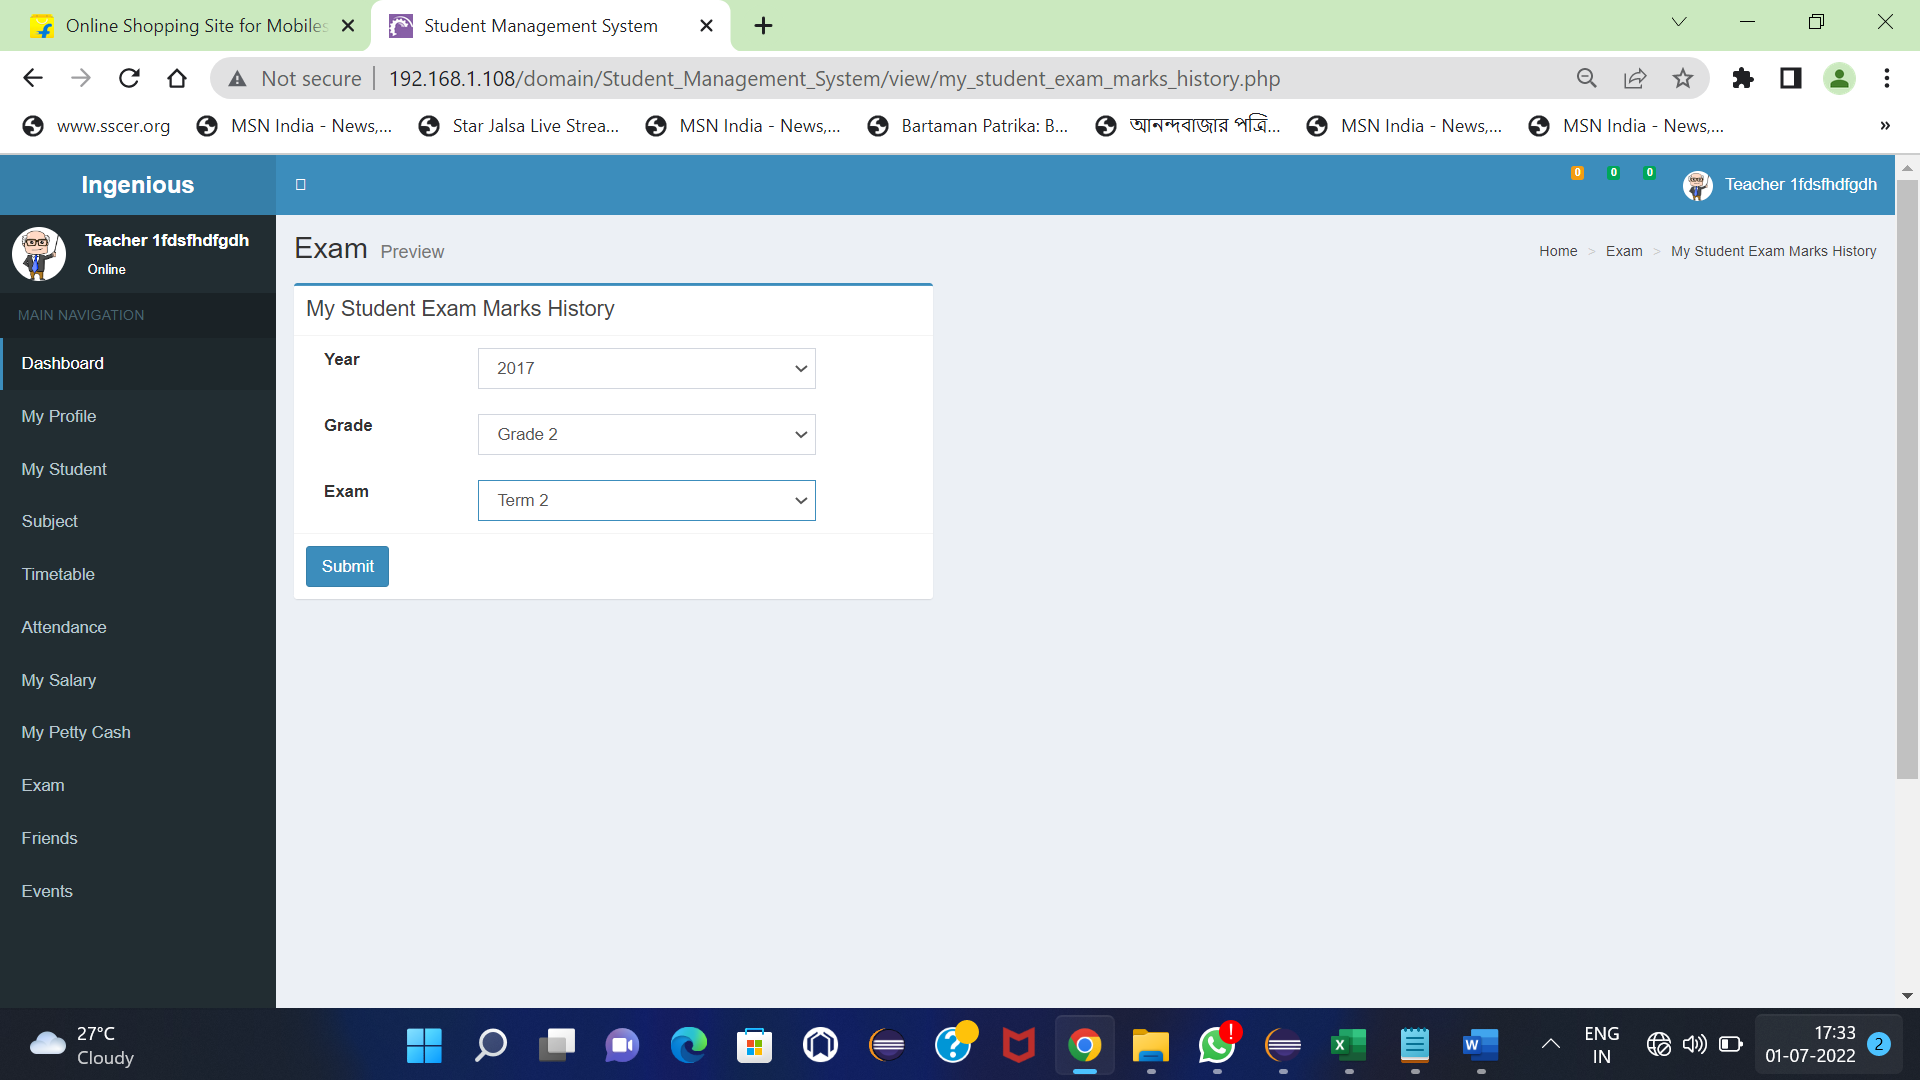 Online Shopping Site for Mobiles
Student Management System
Not secure
192.168.1.108/domain/Student_Management_System/view/my_student_exam_marks_history.php
www.sscer.org
MSN India - News,...
Star Jalsa Live Strea...
MSN India - News,...
Bartaman Patrika: B...
আনন্দবাজার পত্রি...
MSN India - News,...
MSN India - News,...
»
Ingenious
0
0
0
Teacher 1fdsfhdfgdh
Teacher 1fdsfhdfgdh
Online
MAIN NAVIGATION
Dashboard
My Profile
My Student
Subject
Timetable
Attendance
My Salary
My Petty Cash
Exam
Friends
Events
Exam Preview
Home > Exam > My Student Exam Marks History
My Student Exam Marks History
Year
2017
Grade
Grade 2
Exam
Term 2
Submit
27°C
Cloudy
ENG
IN
17:33
01-07-2022
2